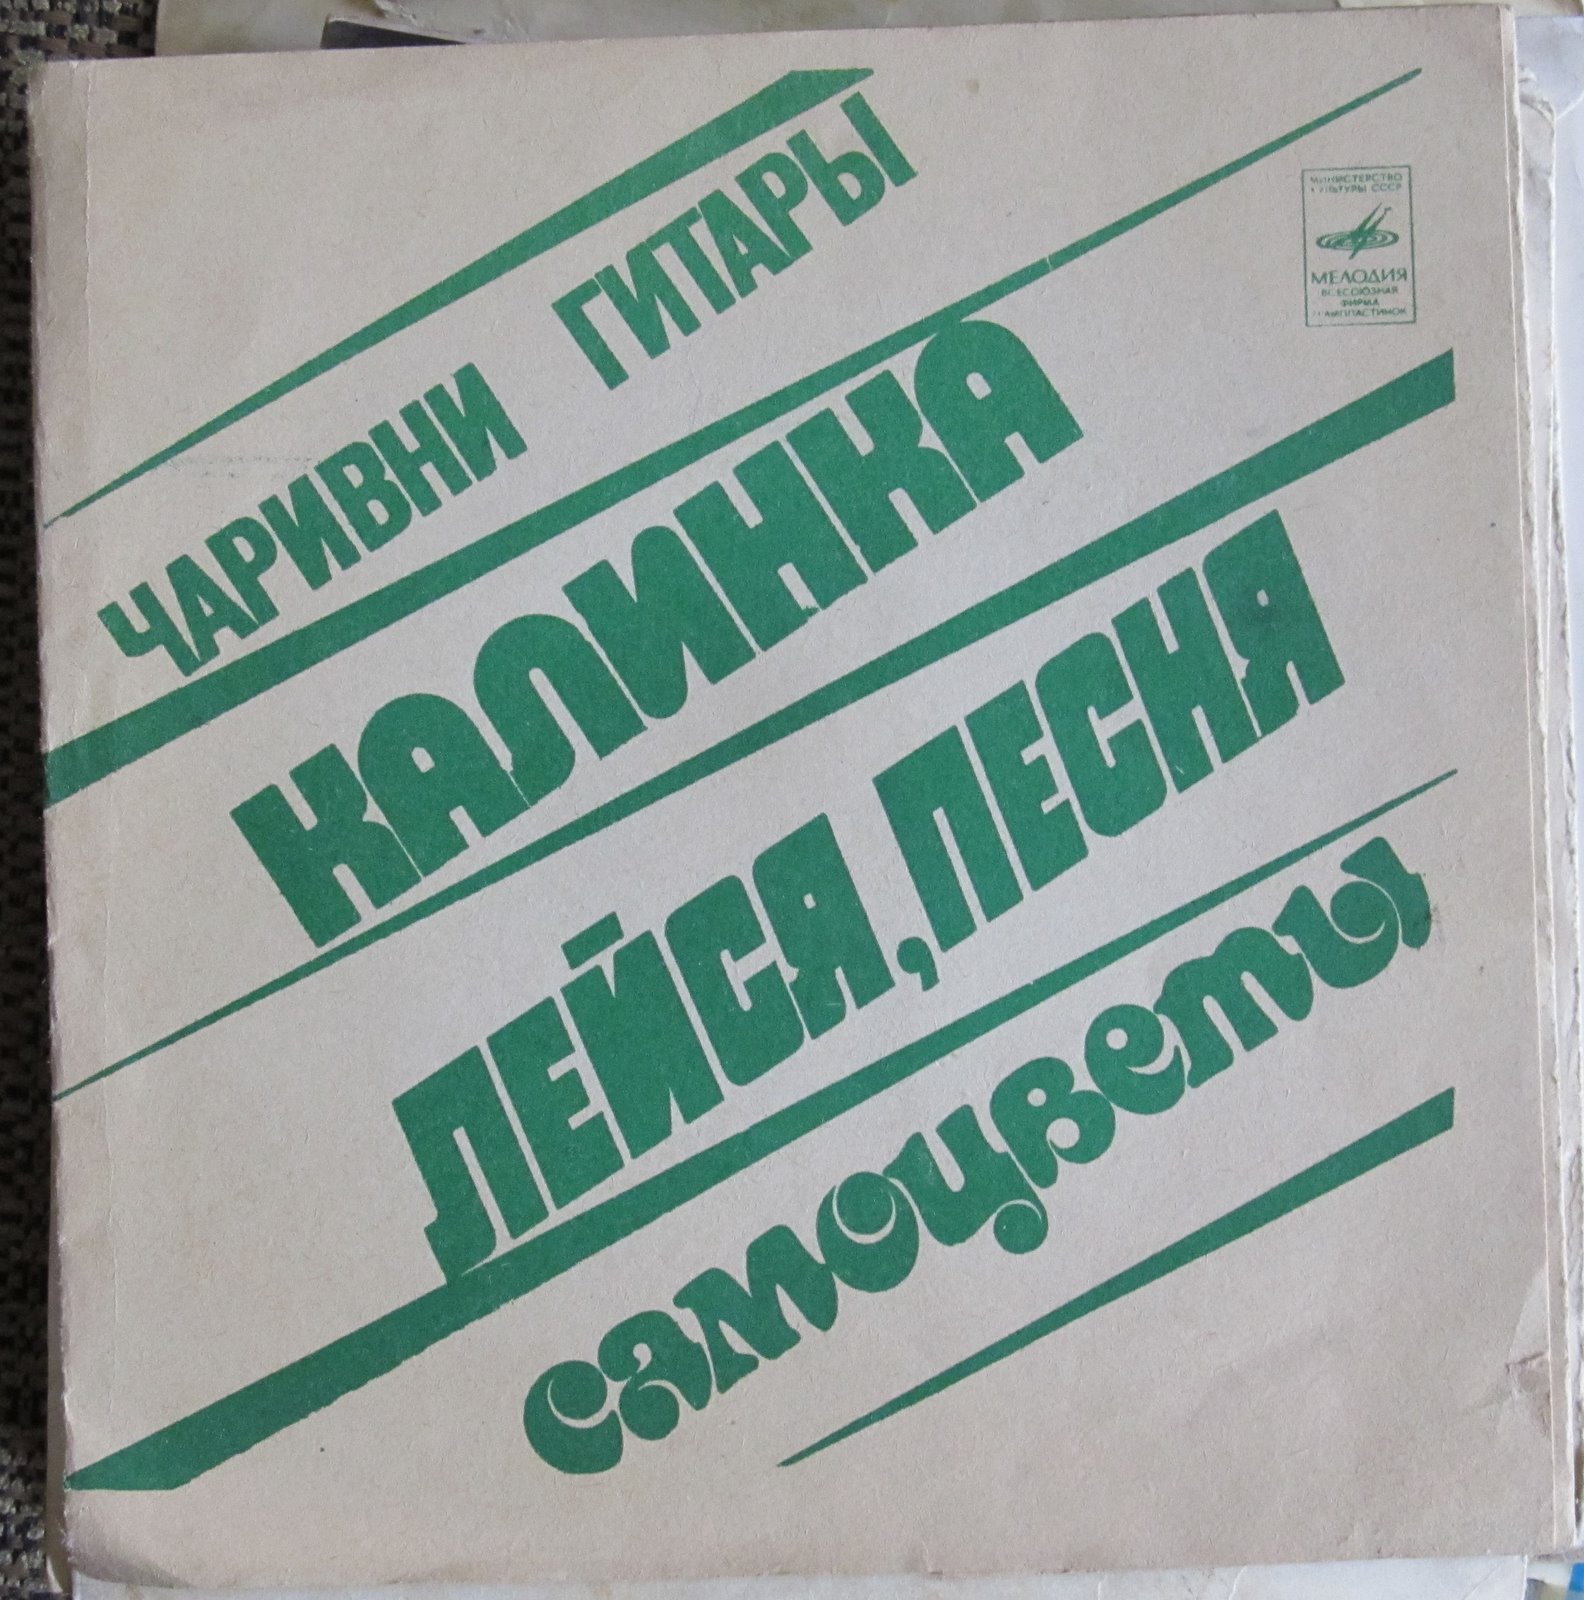 ЧАРИВНИ ГИТАРЫ
МИНИСТЕРСТВО
КУЛЬТУРЫ СССР
МЕЛОДИЯ
ВСЕСОЮЗНАЯ
ФИРМА
ГРАМПЛАСТИНОК
КАЛИНКА
ЛЕЙСЯ, ПЕСНЯ
самоцветы